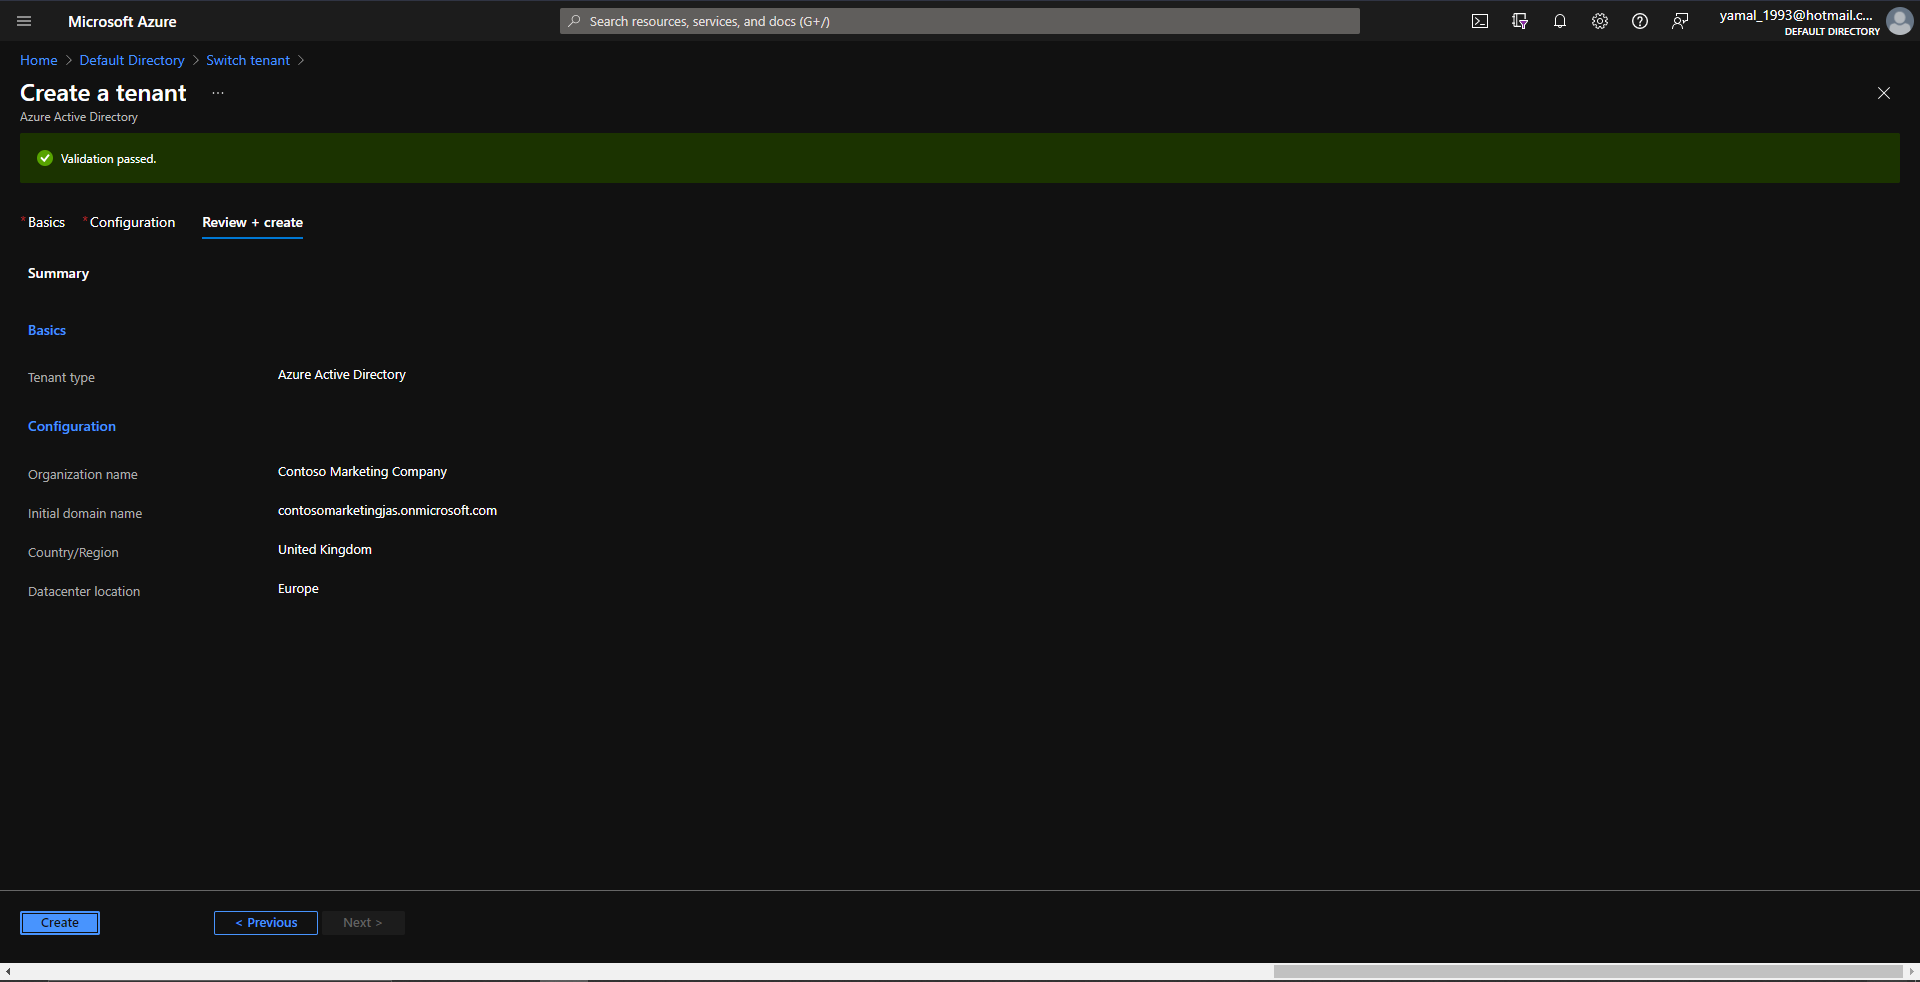 Microsoft Azure
Search resources, services, and docs (G+/)
yamal_1993@hotmail.c...
DEFAULT DIRECTORY
Home > Default Directory > Switch tenant >
Create a tenant ...
Azure Active Directory
Validation passed.
* Basics * Configuration Review + create
Summary
Basics
Tenant type Azure Active Directory
Configuration
Organization name Contoso Marketing Company
Initial domain name contosomarketingjas.onmicrosoft.com
Country/Region United Kingdom
Datacenter location Europe
Create < Previous Next >